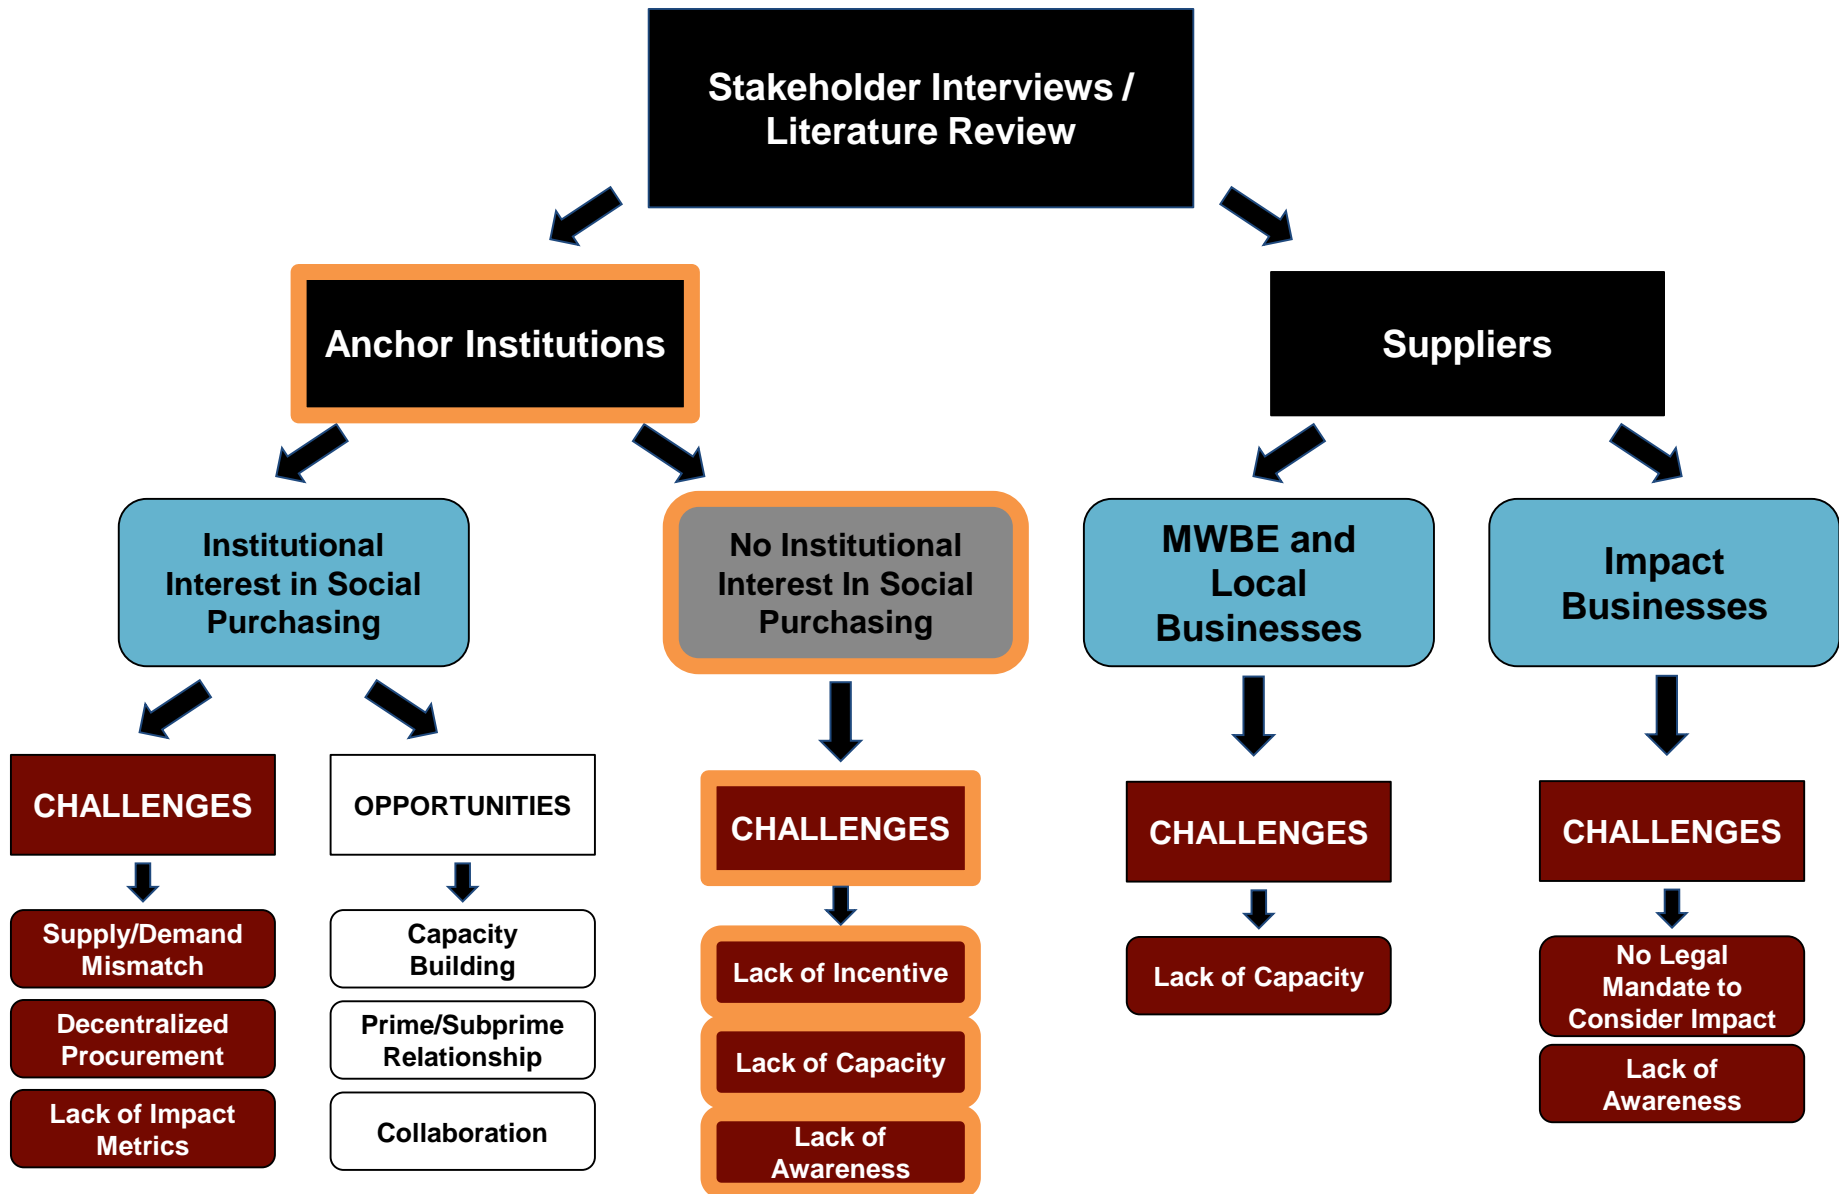 Stakeholder Interviews /
Literature Review
Anchor Institutions
Suppliers
Institutional
Interest in Social
Purchasing
No Institutional
Interest In Social
Purchasing
MWBE and
Local
Businesses
Impact
Businesses
CHALLENGES
OPPORTUNITIES
CHALLENGES
CHALLENGES
CHALLENGES
Supply/Demand
Mismatch
Decentralized
Procurement
Lack of Impact
Metrics
Capacity
Building
Prime/Subprime
Relationship
Collaboration
Lack of Incentive
Lack of Capacity
Lack of
Awareness
Lack of Capacity
No Legal
Mandate to
Consider Impact
Lack of
Awareness